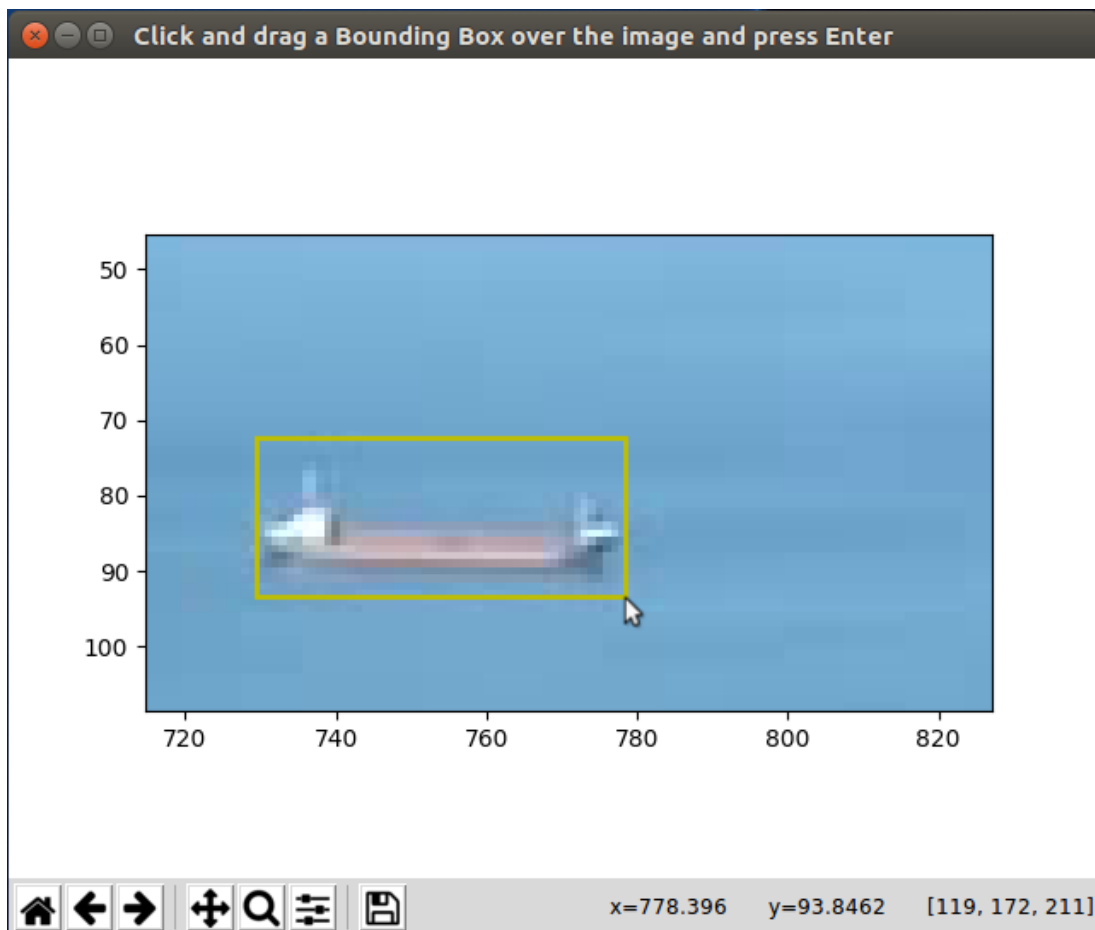 Click and drag a Bounding Box over the image and press Enter
50
60
70
80
90
100
720 740 760 780 800 820
x=778.396 y=93.8462 [119, 172, 211]